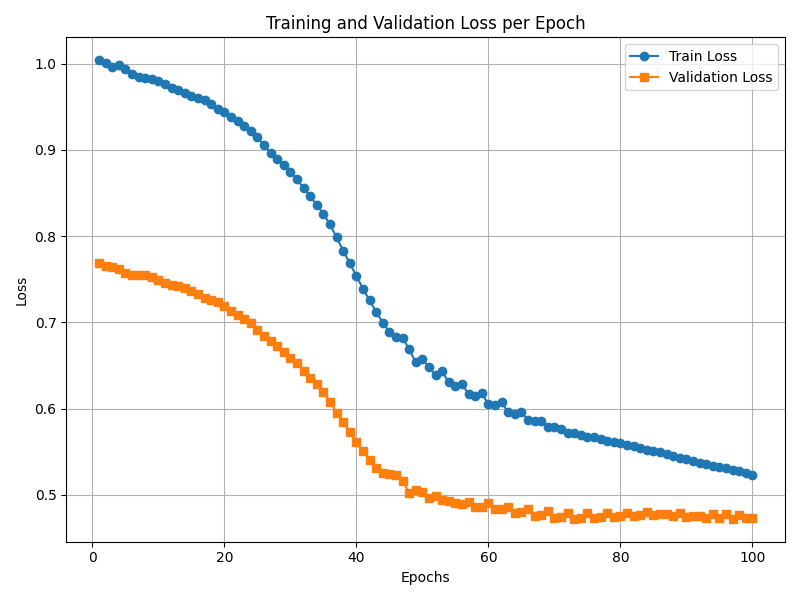 Training and Validation Loss per Epoch
Train Loss
Validation Loss
1.0
0.9
0.8
0.7
0.6
0.5
Loss
0 20 40 60 80 100
Epochs